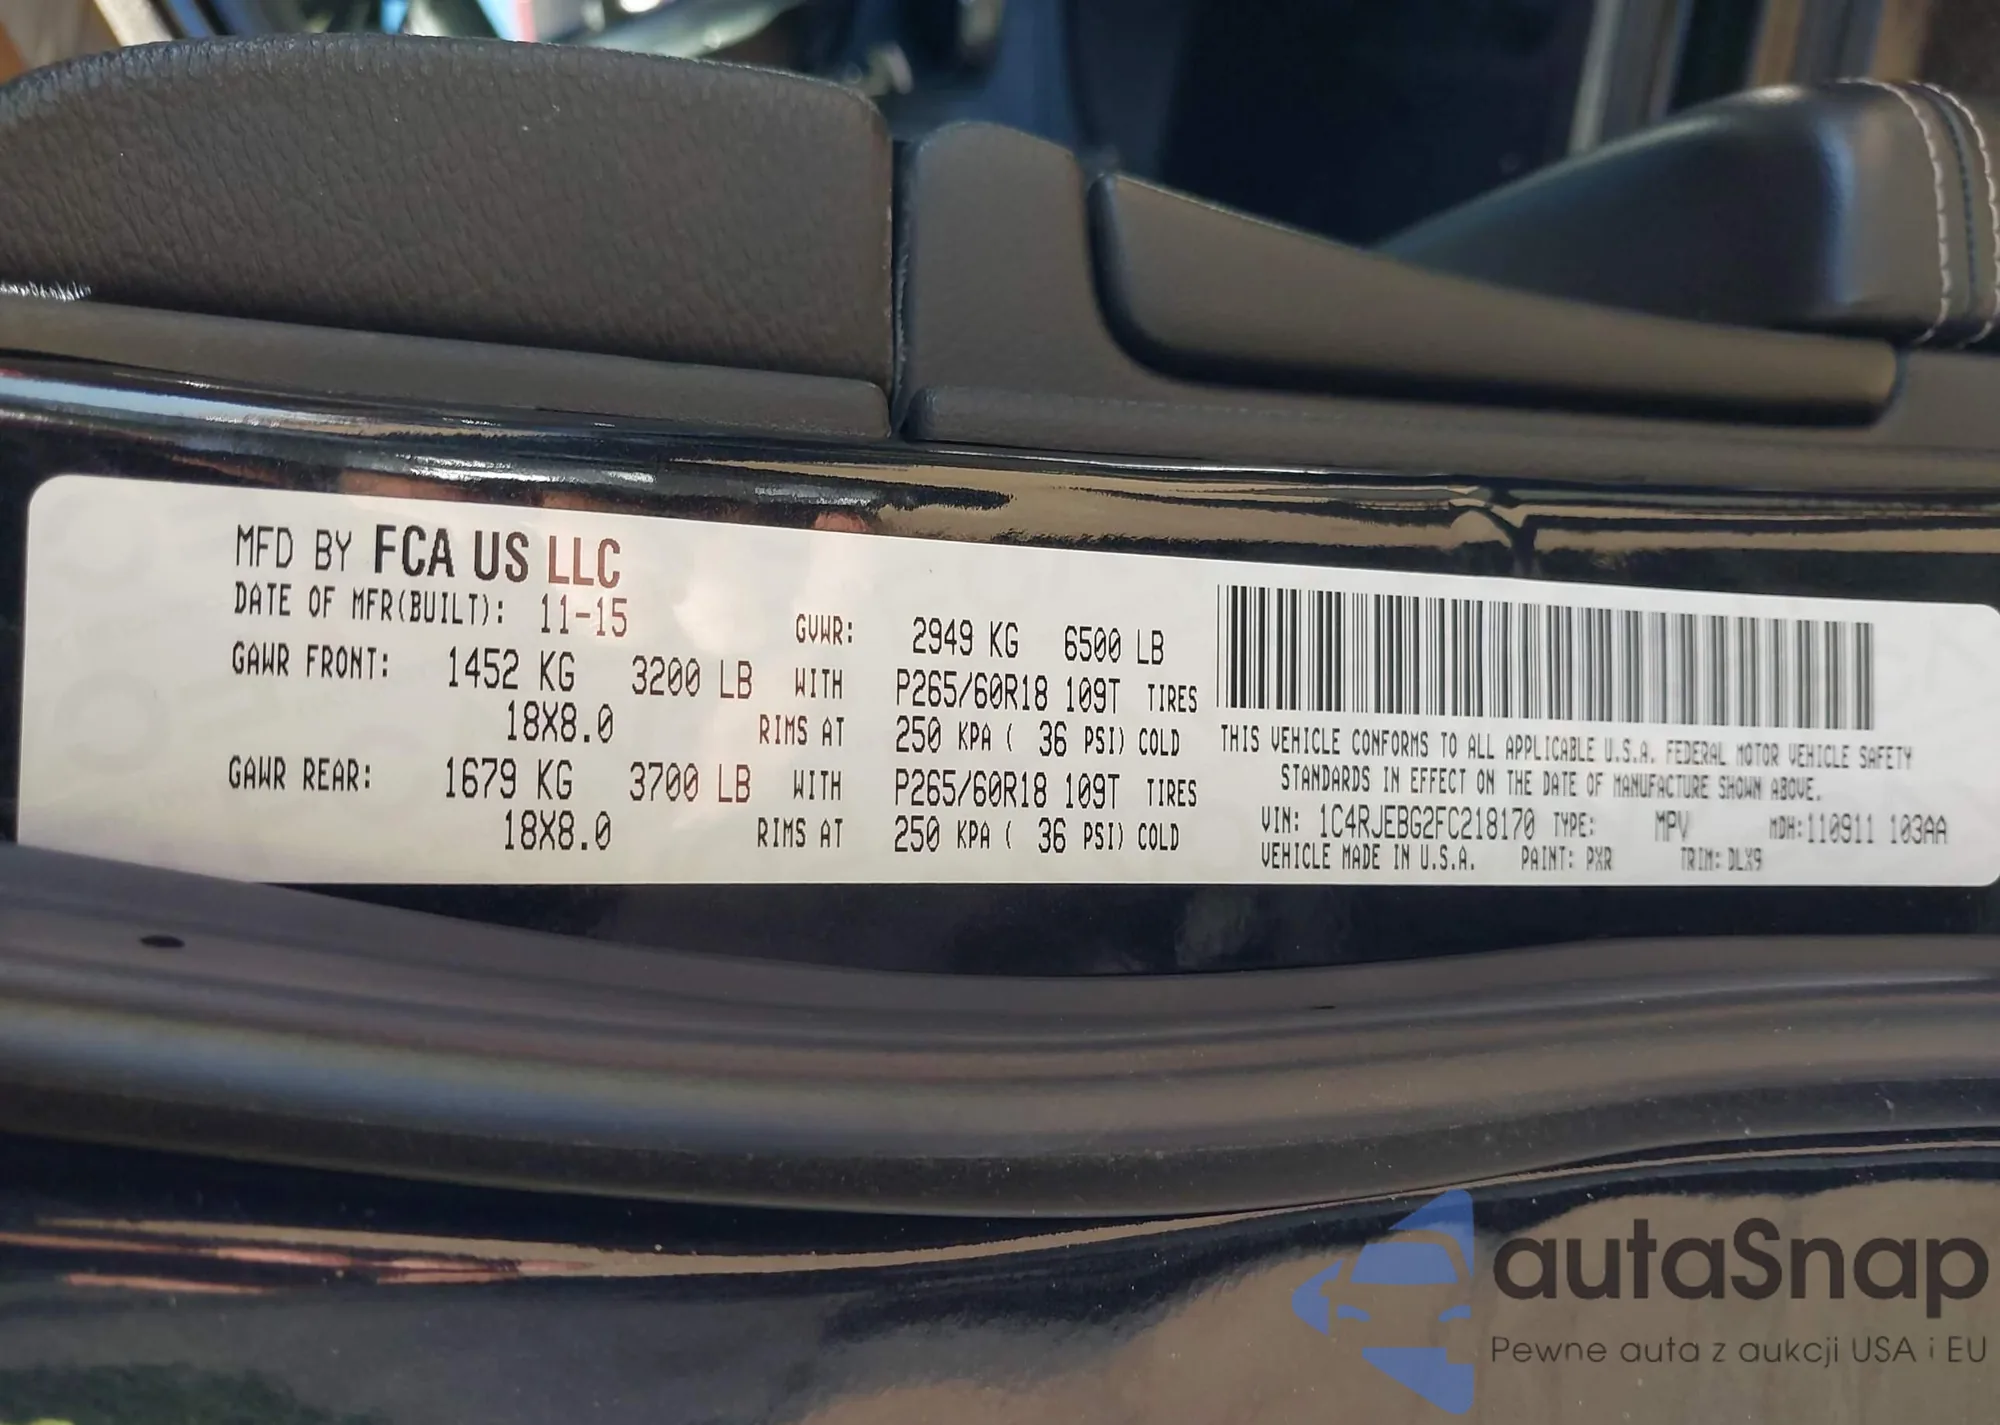 MFD BY FCA US LLC
DATE OF MFR(BUILT): 11-15 GVWR: 2949 KG 6500 LB
GAWR FRONT: 1452 KG 3200 LB WITH P265/60R18 109T TIRES
18X8.0 RIMS AT 250 KPA ( 36 PSI) COLD
GAWR REAR: 1679 KG 3700 LB WITH P265/60R18 109T TIRES
18X8.0 RIMS AT 250 KPA ( 36 PSI) COLD
THIS VEHICLE CONFORMS TO ALL APPLICABLE U.S.A. FEDERAL MOTOR VEHICLE SAFETY
STANDARDS IN EFFECT ON THE DATE OF MANUFACTURE SHOWN ABOVE.
VIN: 1C4RJEBG2FC218170 TYPE: MPV MDH:110911 103AA
VEHICLE MADE IN U.S.A. PAINT: PXR TRIM: DLX9
autaSnap
Pewne auta z aukcji USA i EU